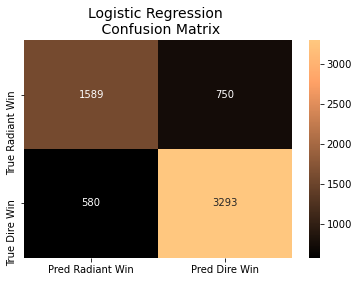 Logistic Regression
Confusion Matrix
True Radiant Win
True Dire Win
1589
750
580
3293
Pred Radiant Win
Pred Dire Win
3000
2500
2000
1500
1000